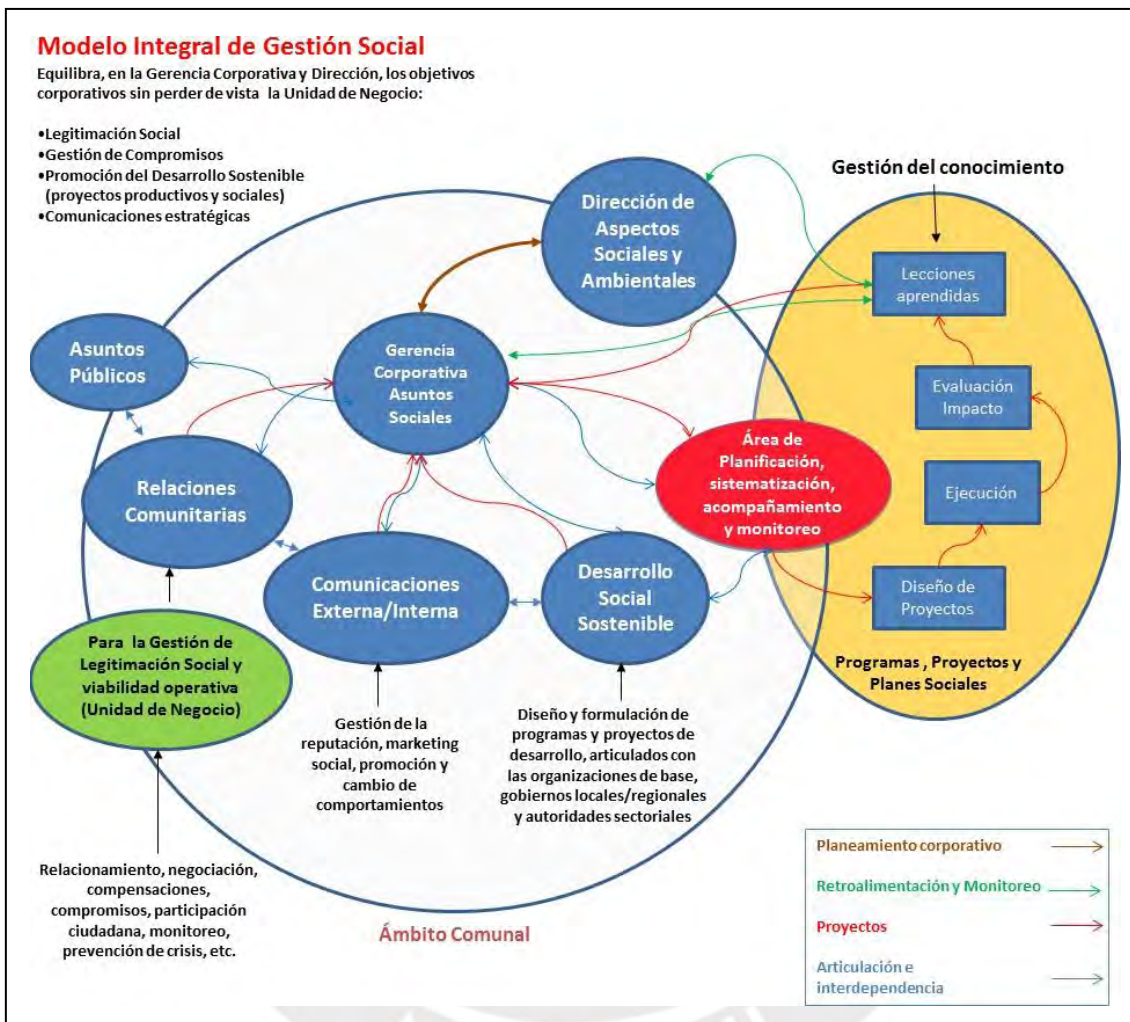 Modelo Integral de Gestión Social
Equilibra, en la Gerencia Corporativa y Dirección, los objetivos
corporativos sin perder de vista la Unidad de Negocio:
•Legitimación Social
•Gestión de Compromisos
•Promoción del Desarrollo Sostenible
(proyectos productivos y sociales)
•Comunicaciones estratégicas
Dirección de
Aspectos
Sociales y
Ambientales
Gestión del conocimiento
Lecciones
aprendidas
Asuntos
Públicos
Gerencia
Corporativa
Asuntos
Sociales
Evaluación
Impacto
Área de
Planificación,
sistematización,
acompañamiento
y monitoreo
Relaciones
Comunitarias
Ejecución
Comunicaciones
Externa/Interna
Desarrollo
Social
Sostenible
Diseño de
Proyectos
Para la Gestión de
Legitimación Social y
viabilidad operativa
(Unidad de Negocio)
Programas , Proyectos y
Planes Sociales
Gestión de la
reputación, marketing
social, promoción y
cambio de
comportamientos
Diseño y formulación de
programas y proyectos de
desarrollo, articulados con
las organizaciones de base,
gobiernos locales/regionales
y autoridades sectoriales
Relacionamiento, negociación,
compensaciones,
compromisos, participación
ciudadana, monitoreo,
prevención de crisis, etc.
Ámbito Comunal
Planeamiento corporativo
Retroalimentación y Monitoreo
Proyectos
Articulación e
interdependencia